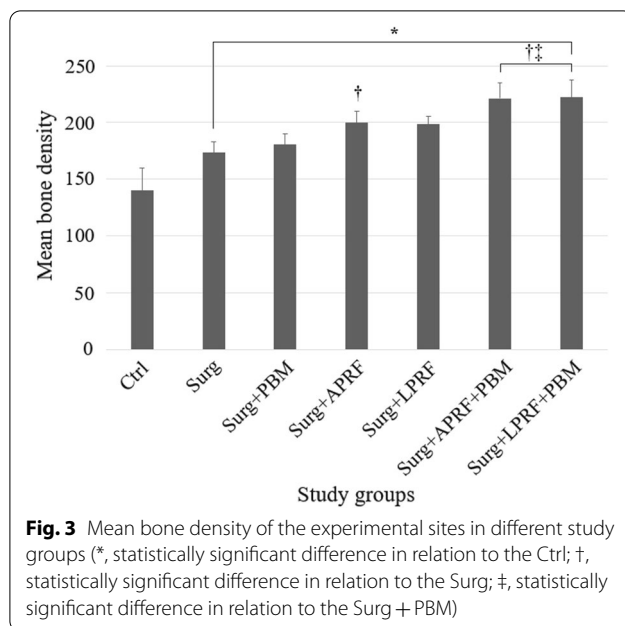 *
†‡
†
250
200
150
100
50
0
Mean bone density
Ctrl
Surg
Surg+PBM
Surg+APRF
Surg+LPRF
Surg+APRF+PBM
Surg+LPRF+PBM
Study groups
Fig. 3 Mean bone density of the experimental sites in different study
groups (*, statistically significant difference in relation to the Ctrl; †,
statistically significant difference in relation to the Surg; ‡, statistically
significant difference in relation to the Surg + PBM)